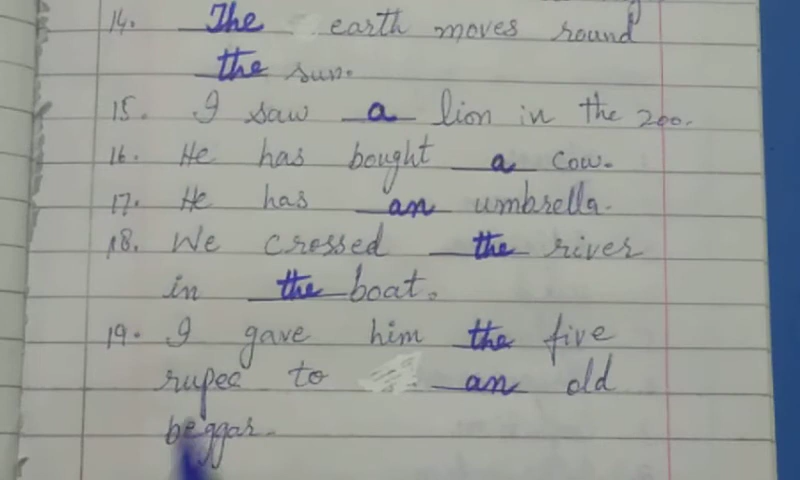 14. The earth moves round
the sun.
15. I saw a lion in the zoo.
16. He has bought a cow.
17. He has an umbrella.
18. We crossed the river
in the boat.
19. I gave him the five
rupee to an old
beggar.